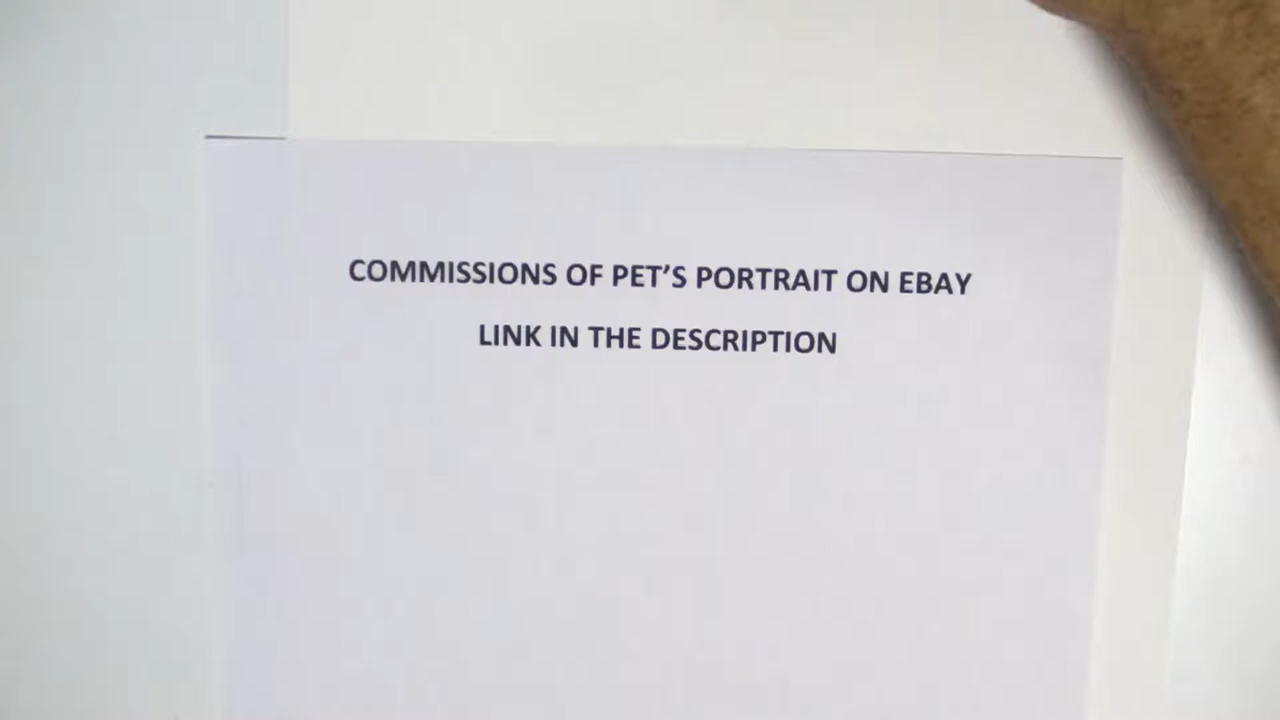 COMMISSIONS OF PET’S PORTRAIT ON EBAY
LINK IN THE DESCRIPTION